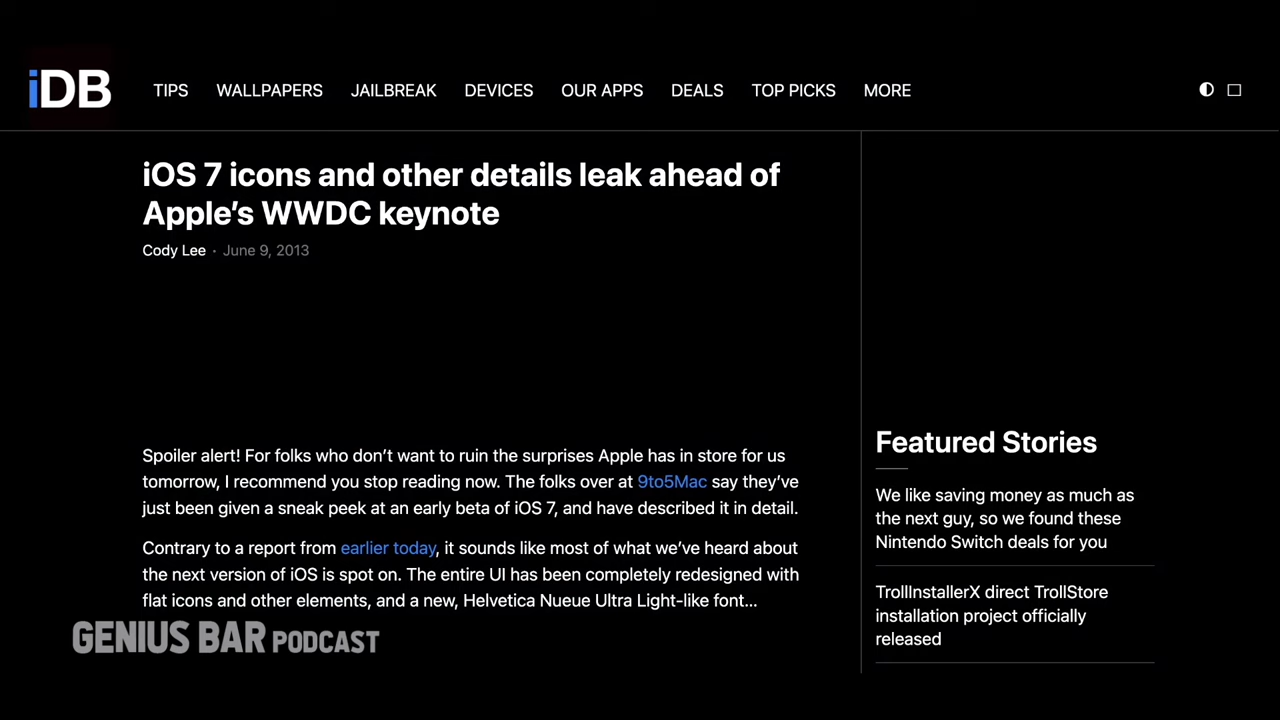 iDB
TIPS WALLPAPERS JAILBREAK DEVICES OUR APPS DEALS TOP PICKS MORE
iOS 7 icons and other details leak ahead of
Apple’s WWDC keynote
Cody Lee · June 9, 2013
Spoiler alert! For folks who don’t want to ruin the surprises Apple has in store for us
tomorrow, I recommend you stop reading now. The folks over at 9to5Mac say they’ve
just been given a sneak peek at an early beta of iOS 7, and have described it in detail.
Contrary to a report from earlier today, it sounds like most of what we’ve heard about
the next version of iOS is spot on. The entire UI has been completely redesigned with
flat icons and other elements, and a new, Helvetica Nueue Ultra Light-like font...
Featured Stories
We like saving money as much as
the next guy, so we found these
Nintendo Switch deals for you
TrollInstallerX direct TrollStore
installation project officially
released
GENIUS BAR PODCAST